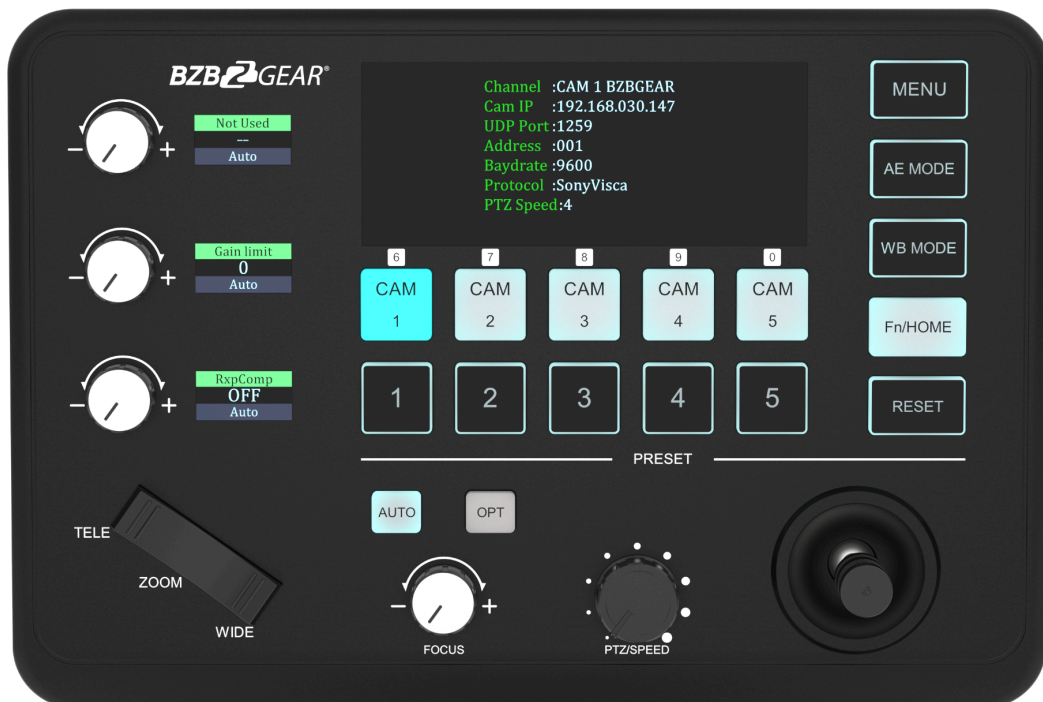 BZBGEAR®
Not Used
--
Auto
Gain limit
0
Auto
RxpComp
OFF
Auto
Channel :CAM 1 BZBGEAR
Cam IP :192.168.030.147
UDP Port:1259
Address :001
Baydrate :9600
Protocol :SonyVisca
PTZ Speed:4
MENU
AE MODE
WB MODE
Fn/HOME
RESET
6 7 8 9 0
CAM 1
CAM 2
CAM 3
CAM 4
CAM 5
1 2 3 4 5
PRESET
AUTO
OPT
TELE
ZOOM
WIDE
- +
FOCUS
PTZ/SPEED